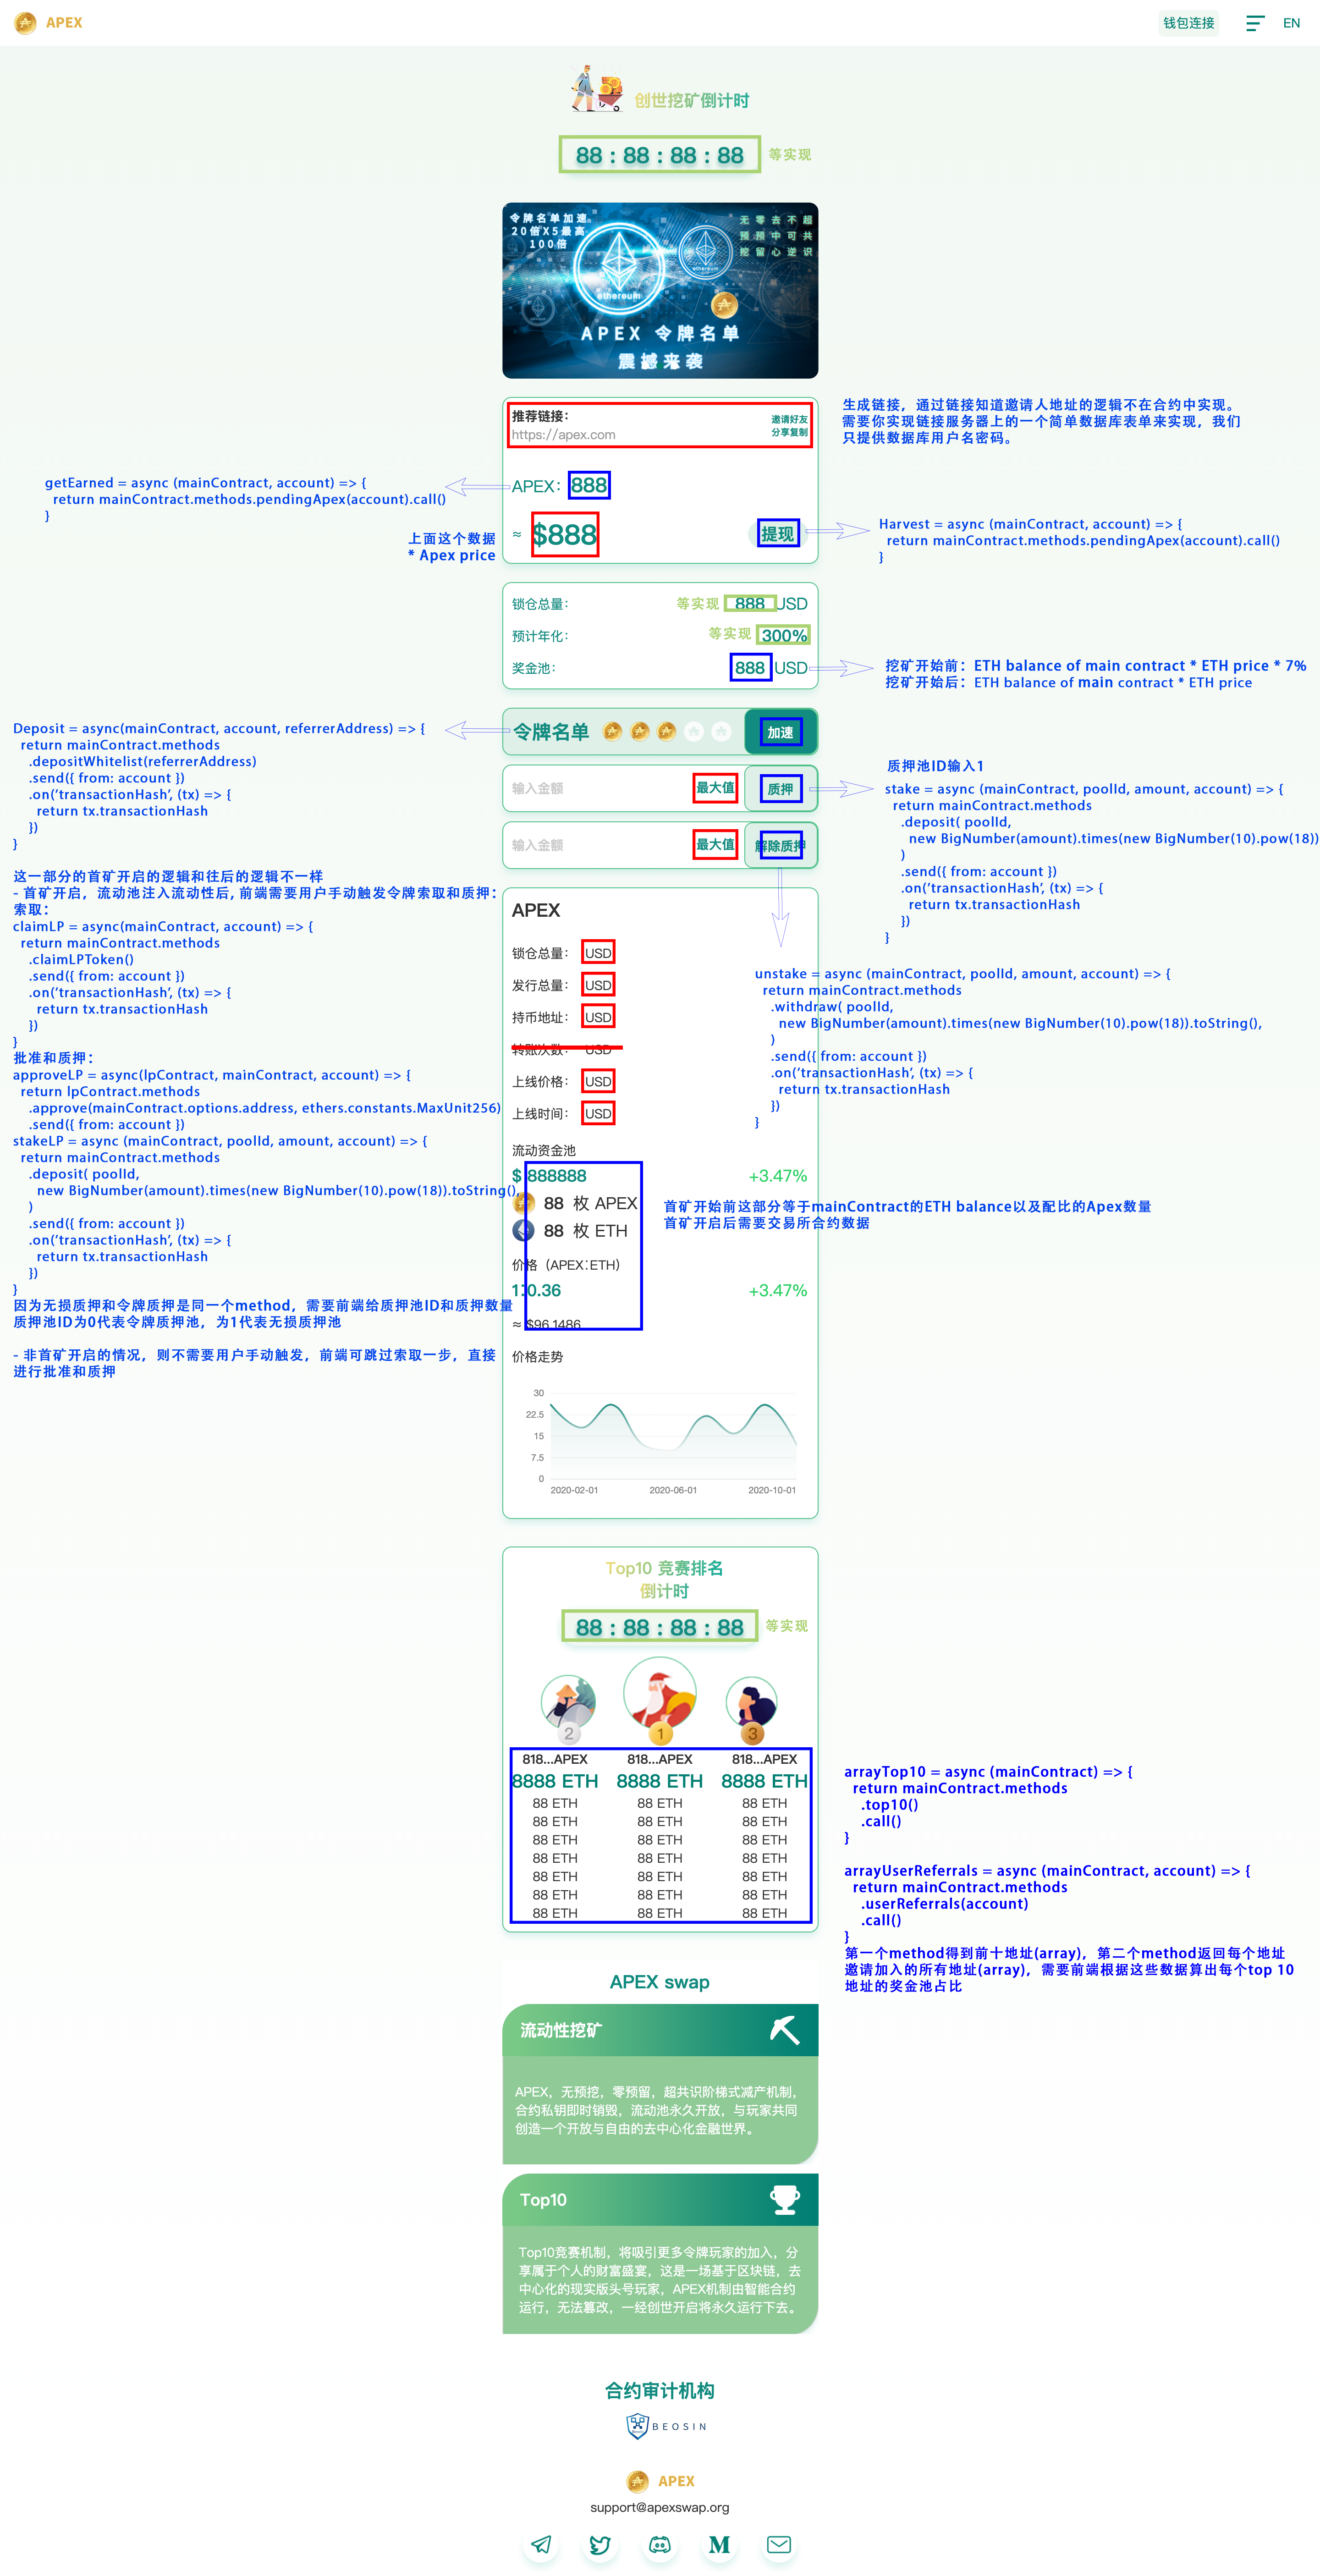 APEX
钱包连接
EN
创世挖矿倒计时
88 : 88 : 88 : 88
等实现
令牌名单加速
20倍X5最高
100倍
无零去不超
预预中可共
挖留心逆识
ethereum
ethereum
APEX 令牌名单
震撼来袭
推荐链接：
https://apex.com
邀请好友
分享复制
生成链接，通过链接知道邀请人地址的逻辑不在合约中实现。
需要你实现链接服务器上的一个简单数据库表单来实现，我们
只提供数据库用户名密码。
getEarned = async (mainContract, account) => {
return mainContract.methods.pendingApex(account).call()
}
APEX：888
上面这个数据
* Apex price
≈ $888
提现
Harvest = async (mainContract, account) => {
return mainContract.methods.pendingApex(account).call()
}
锁仓总量：
等实现
888 USD
预计年化：
等实现
300%
奖金池：
888 USD
挖矿开始前：ETH balance of main contract * ETH price * 7%
挖矿开始后：ETH balance of main contract * ETH price
令牌名单
加速
Deposit = async(mainContract, account, referrerAddress) => {
return mainContract.methods
.depositWhitelist(referrerAddress)
.send({ from: account })
.on(‘transactionHash’, (tx) => {
return tx.transactionHash
})
}
输入金额
最大值
质押
输入金额
最大值
解除质押
质押池ID输入1
stake = async (mainContract, poolId, amount, account) => {
return mainContract.methods
.deposit( poolId,
new BigNumber(amount).times(new BigNumber(10).pow(18))
)
.send({ from: account })
.on(‘transactionHash’, (tx) => {
return tx.transactionHash
})
}
这一部分的首矿开启的逻辑和往后的逻辑不一样
- 首矿开启，流动池注入流动性后, 前端需要用户手动触发令牌索取和质押：
索取：
claimLP = async(mainContract, account) => {
return mainContract.methods
.claimLPToken()
.send({ from: account })
.on(‘transactionHash’, (tx) => {
return tx.transactionHash
})
}
批准和质押：
approveLP = async(lpContract, mainContract, account) => {
return lpContract.methods
.approve(mainContract.options.address, ethers.constants.MaxUnit256)
.send({ from: account })
stakeLP = async (mainContract, poolId, amount, account) => {
return mainContract.methods
.deposit( poolId,
new BigNumber(amount).times(new BigNumber(10).pow(18)).toString(),
)
.send({ from: account })
.on(‘transactionHash’, (tx) => {
return tx.transactionHash
})
}
因为无损质押和令牌质押是同一个method，需要前端给质押池ID和质押数量
质押池ID为0代表令牌质押池，为1代表无损质押池
- 非首矿开启的情况，则不需要用户手动触发，前端可跳过索取一步，直接
进行批准和质押
unstake = async (mainContract, poolId, amount, account) => {
return mainContract.methods
.withdraw( poolId,
new BigNumber(amount).times(new BigNumber(10).pow(18)).toString(),
)
.send({ from: account })
.on(‘transactionHash’, (tx) => {
return tx.transactionHash
})
}
APEX
锁仓总量： USD
发行总量： USD
持币地址： USD
转账次数： USD
上线价格： USD
上线时间： USD
流动资金池
$ 888888
+3.47%
88 枚 APEX
88 枚 ETH
首矿开始前这部分等于mainContract的ETH balance以及配比的Apex数量
首矿开启后需要交易所合约数据
价格（APEX:ETH）
1:0.36
+3.47%
≈ $96.1486
价格走势
30
22.5
15
7.5
0
2020-02-01 2020-06-01 2020-10-01
Top10 竞赛排名
倒计时
88 : 88 : 88 : 88
等实现
2 1 3
818...APEX 818...APEX 818...APEX
8888 ETH 8888 ETH 8888 ETH
88 ETH 88 ETH 88 ETH
88 ETH 88 ETH 88 ETH
88 ETH 88 ETH 88 ETH
88 ETH 88 ETH 88 ETH
88 ETH 88 ETH 88 ETH
88 ETH 88 ETH 88 ETH
88 ETH 88 ETH 88 ETH
arrayTop10 = async (mainContract) => {
return mainContract.methods
.top10()
.call()
}
arrayUserReferrals = async (mainContract, account) => {
return mainContract.methods
.userReferrals(account)
.call()
}
第一个method得到前十地址(array)，第二个method返回每个地址
邀请加入的所有地址(array)，需要前端根据这些数据算出每个top 10
地址的奖金池占比
APEX swap
流动性挖矿
APEX，无预挖，零预留，超共识阶梯式减产机制，
合约私钥即时销毁，流动池永久开放，与玩家共同
创造一个开放与自由的去中心化金融世界。
Top10
Top10竞赛机制，将吸引更多令牌玩家的加入，分
享属于个人的财富盛宴，这是一场基于区块链，去
中心化的现实版头号玩家，APEX机制由智能合约
运行，无法篡改，一经创世开启将永久运行下去。
合约审计机构
BEOSIN
APEX
support@apexswap.org